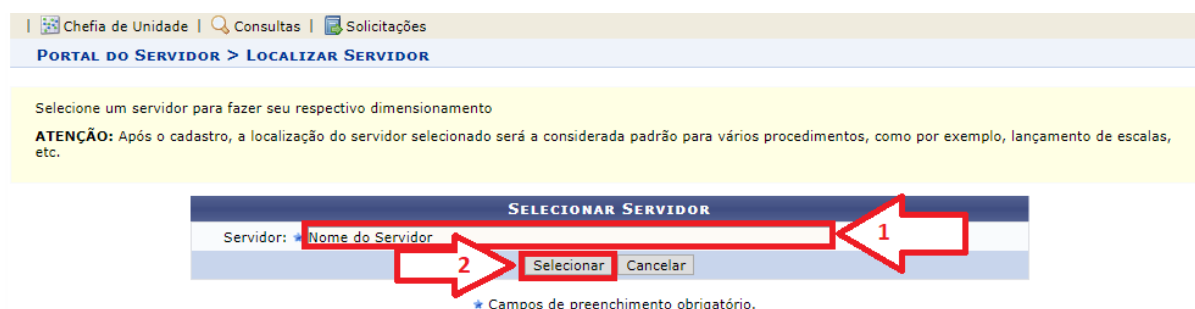 | Chefia de Unidade | Consultas | Solicitações
PORTAL DO SERVIDOR > LOCALIZAR SERVIDOR
Selecione um servidor para fazer seu respectivo dimensionamento
ATENÇÃO: Após o cadastro, a localização do servidor selecionado será a considerada padrão para vários procedimentos, como por exemplo, lançamento de escalas,
etc.
SELECIONAR SERVIDOR
Servidor: ★ Nome do Servidor
1
2
Selecionar Cancelar
★ Campos de preenchimento obrigatório.